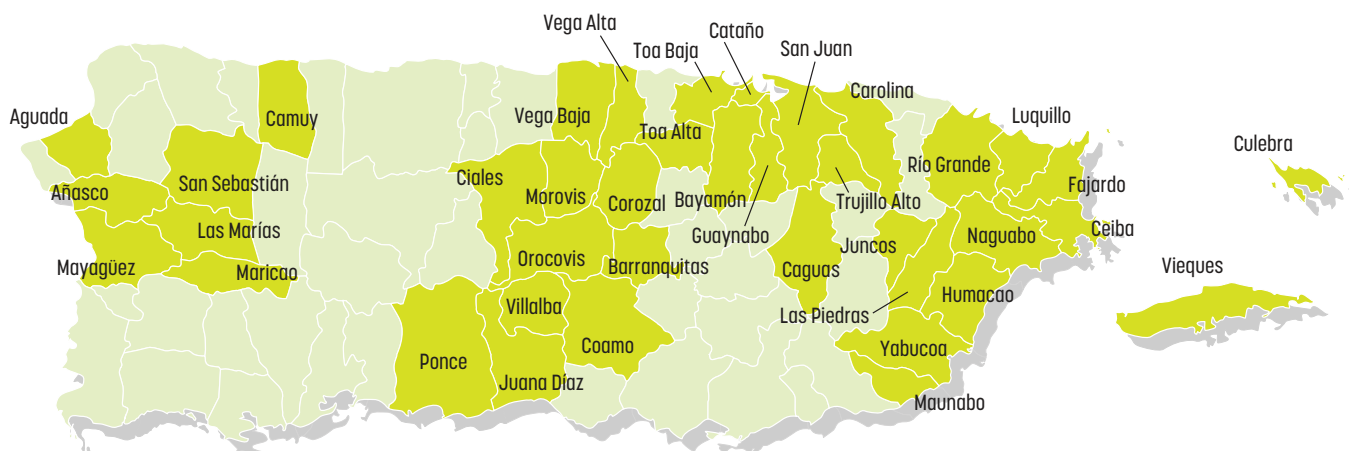 Vega Alta
Cataño
Toa Baja
San Juan
Carolina
Aguada
Camuy
Vega Baja
Toa Alta
Luquillo
Culebra
Río Grande
Ciales
San Sebastián
Fajardo
Añasco
Morovis
Corozal
Bayamón
Trujillo Alto
Las Marías
Guaynabo
Juncos
Naguabo
Ceiba
Orocovis
Barranquitas
Caguas
Mayagüez
Maricao
Vieques
Humacao
Villalba
Las Piedras
Coamo
Yabucoa
Ponce
Juana Díaz
Maunabo